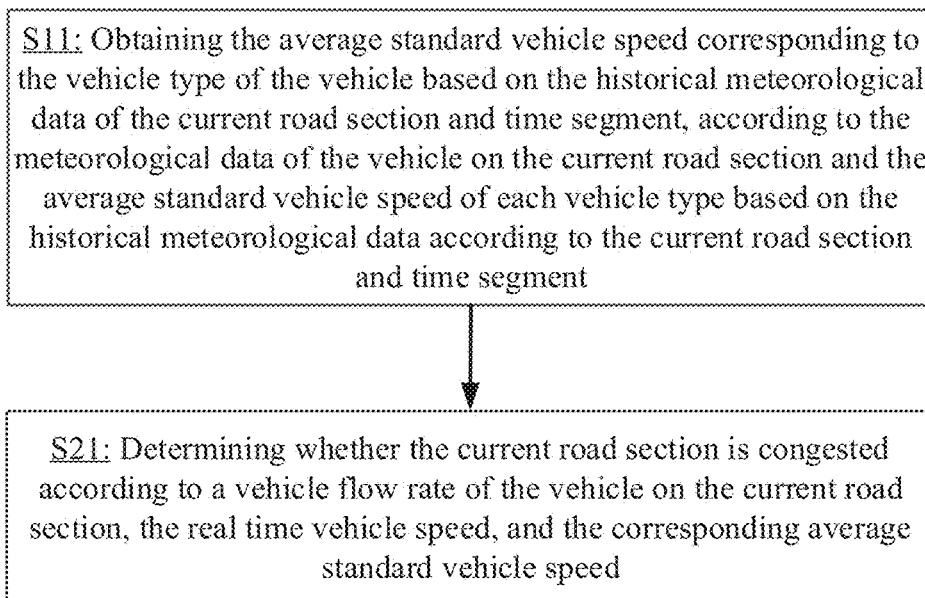 S11: Obtaining the average standard vehicle speed corresponding to
the vehicle type of the vehicle based on the historical meteorological
data of the current road section and time segment, according to the
meteorological data of the vehicle on the current road section and the
average standard vehicle speed of each vehicle type based on the
historical meteorological data according to the current road section
and time segment
S21: Determining whether the current road section is congested
according to a vehicle flow rate of the vehicle on the current road
section, the real time vehicle speed, and the corresponding average
standard vehicle speed